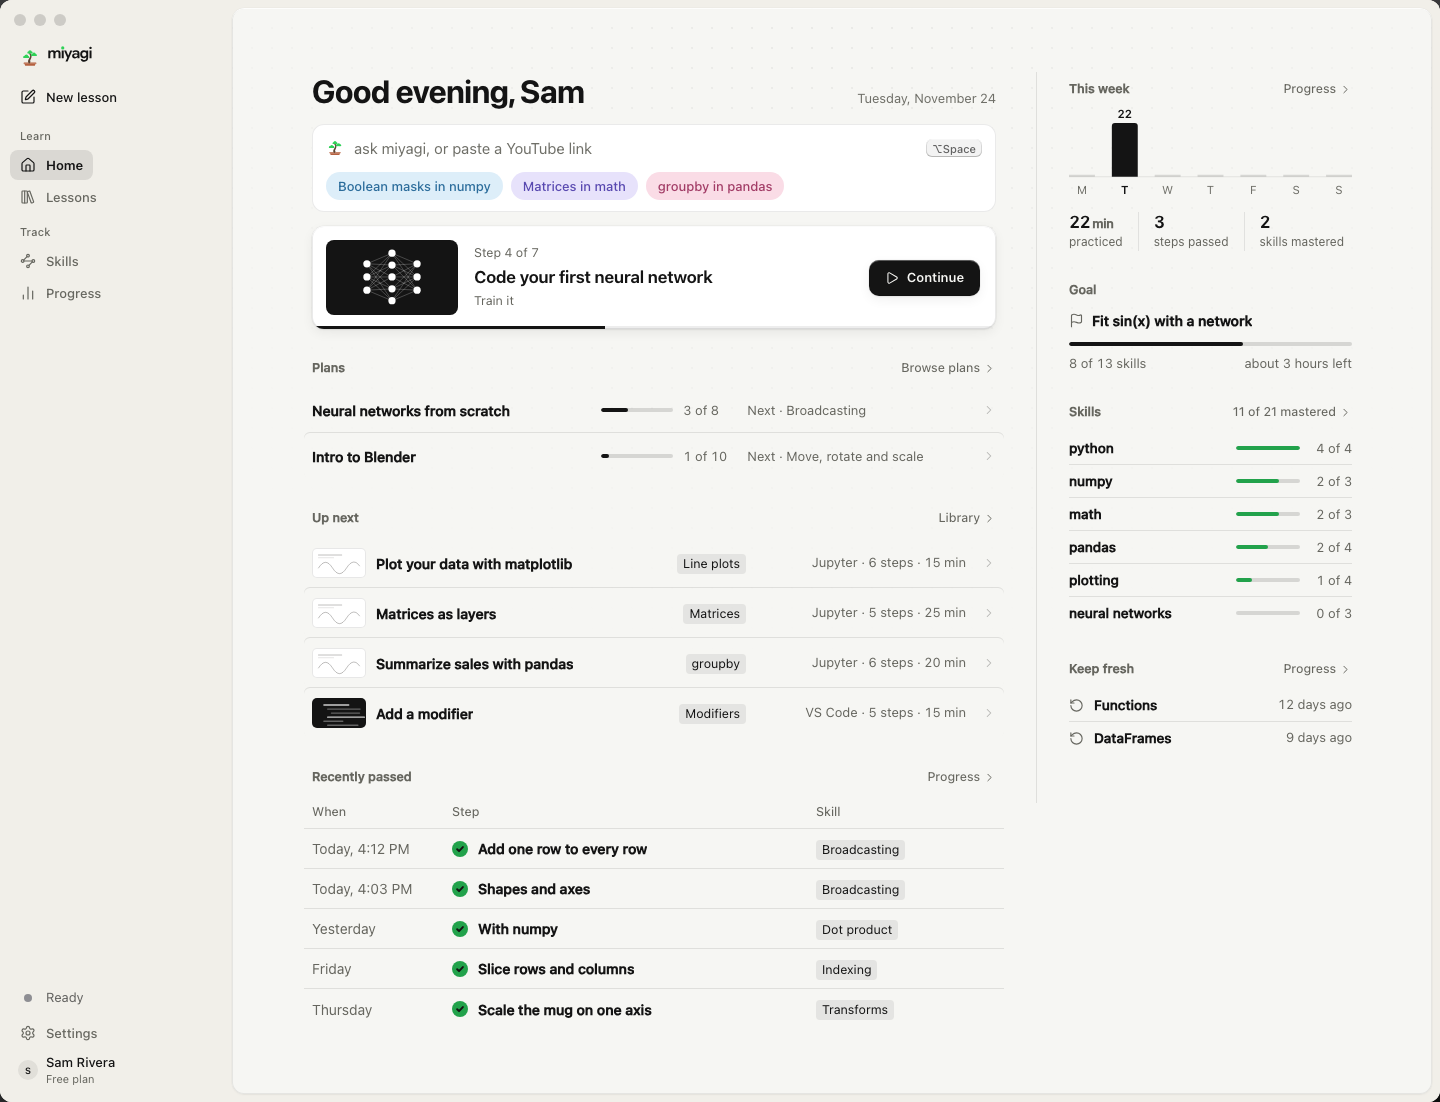 miyagi
New lesson
Learn
Home
Lessons
Track
Skills
Progress
Ready
Settings
S
Sam Rivera
Free plan
Good evening, Sam
Tuesday, November 24
ask miyagi, or paste a YouTube link
⌥Space
Boolean masks in numpy
Matrices in math
groupby in pandas
Step 4 of 7
Code your first neural network
Train it
Continue
Plans
Browse plans
Neural networks from scratch
3 of 8
Next · Broadcasting
Intro to Blender
1 of 10
Next · Move, rotate and scale
Up next
Library
Plot your data with matplotlib
Line plots
Jupyter · 6 steps · 15 min
Matrices as layers
Matrices
Jupyter · 5 steps · 25 min
Summarize sales with pandas
groupby
Jupyter · 6 steps · 20 min
Add a modifier
Modifiers
VS Code · 5 steps · 15 min
Recently passed
Progress
When
Step
Skill
Today, 4:12 PM
Add one row to every row
Broadcasting
Today, 4:03 PM
Shapes and axes
Broadcasting
Yesterday
With numpy
Dot product
Friday
Slice rows and columns
Indexing
Thursday
Scale the mug on one axis
Transforms
This week
Progress
22
M T W T F S S
22 min
practiced
3
steps passed
2
skills mastered
Goal
Fit sin(x) with a network
8 of 13 skills
about 3 hours left
Skills
11 of 21 mastered
python
4 of 4
numpy
2 of 3
math
2 of 3
pandas
2 of 4
plotting
1 of 4
neural networks
0 of 3
Keep fresh
Progress
Functions
12 days ago
DataFrames
9 days ago